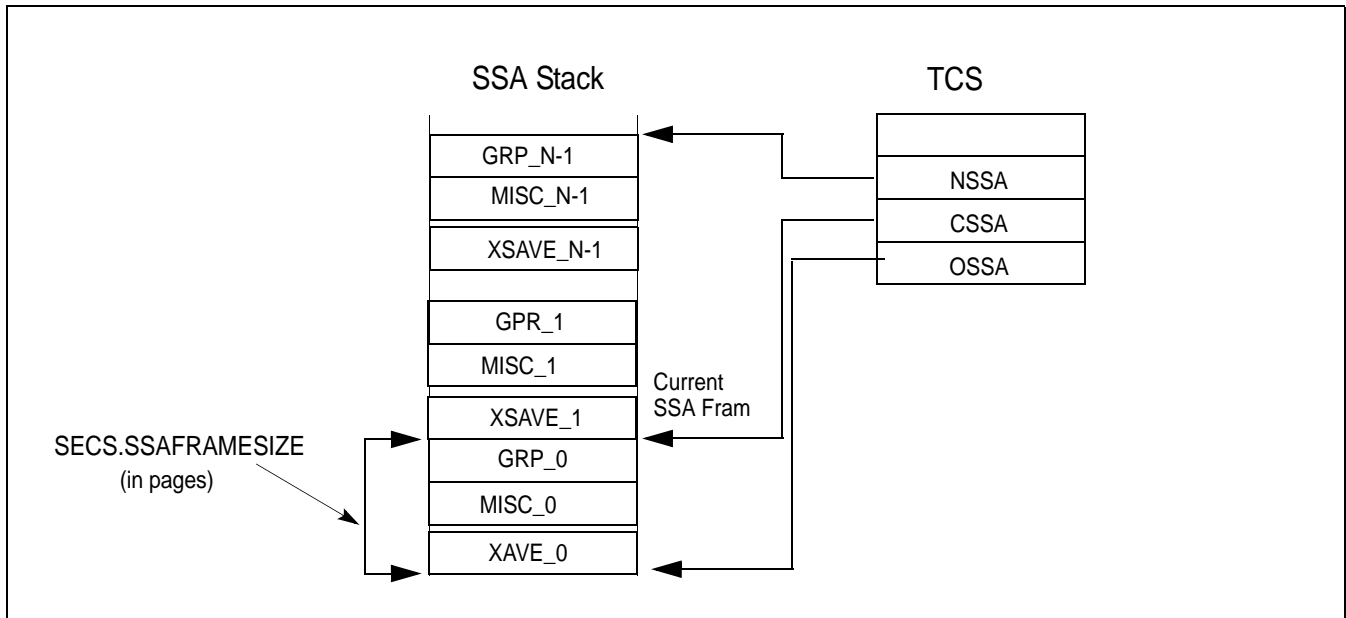 SSA Stack
TCS
GRP_N-1
MISC_N-1
XSAVE_N-1
GPR_1
MISC_1
XSAVE_1
GRP_0
MISC_0
XAVE_0
NSSA
CSSA
OSSA
Current
SSA Fram
SECS.SSAFRAMESIZE
(in pages)